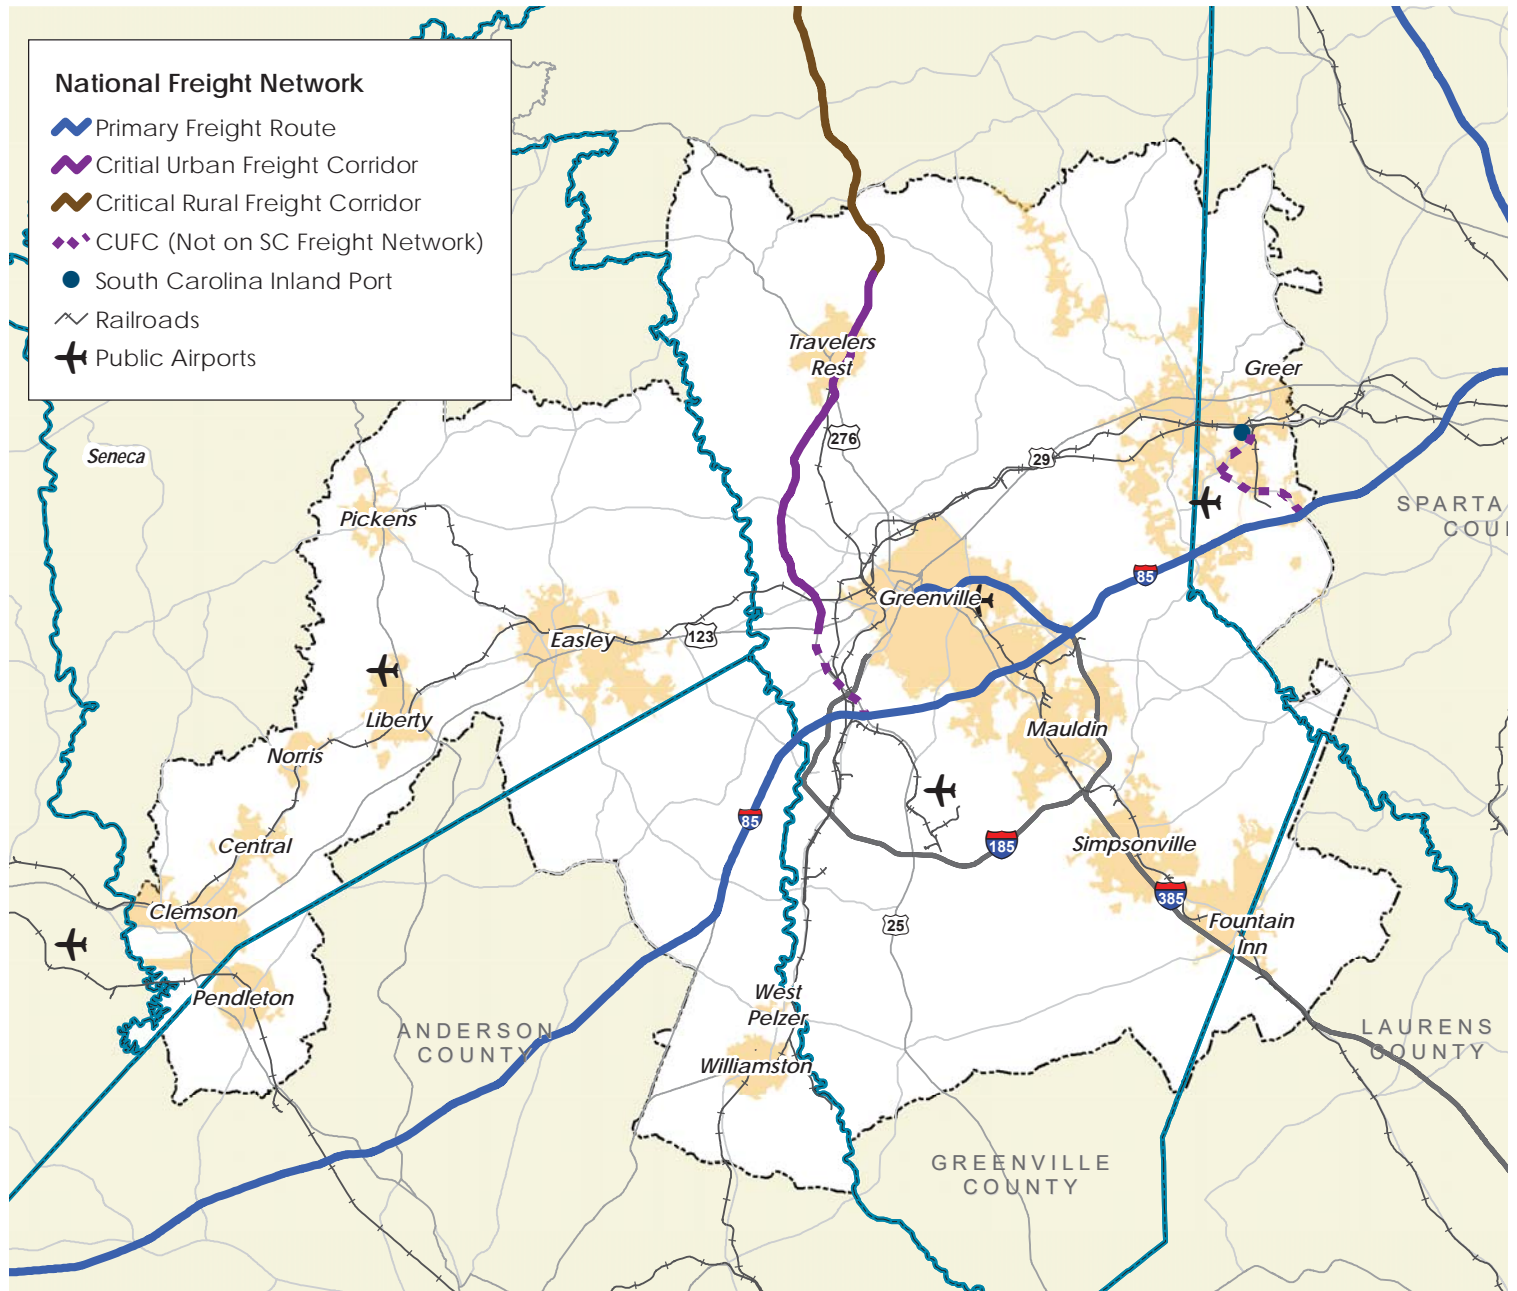 National Freight Network
Primary Freight Route
Critial Urban Freight Corridor
Critical Rural Freight Corridor
CUFC (Not on SC Freight Network)
South Carolina Inland Port
Railroads
Public Airports
Travelers
Rest
Greer
276
29
Seneca
Pickens
SPARTA
COU
85
Greenville
123
Easley
Liberty
Mauldin
Norris
85
185
Central
Simpsonville
385
Clemson
Fountain
Inn
25
Pendleton
West
Pelzer
ANDERSON
COUNTY
LAURENS
COUNTY
Williamston
GREENVILLE
COUNTY